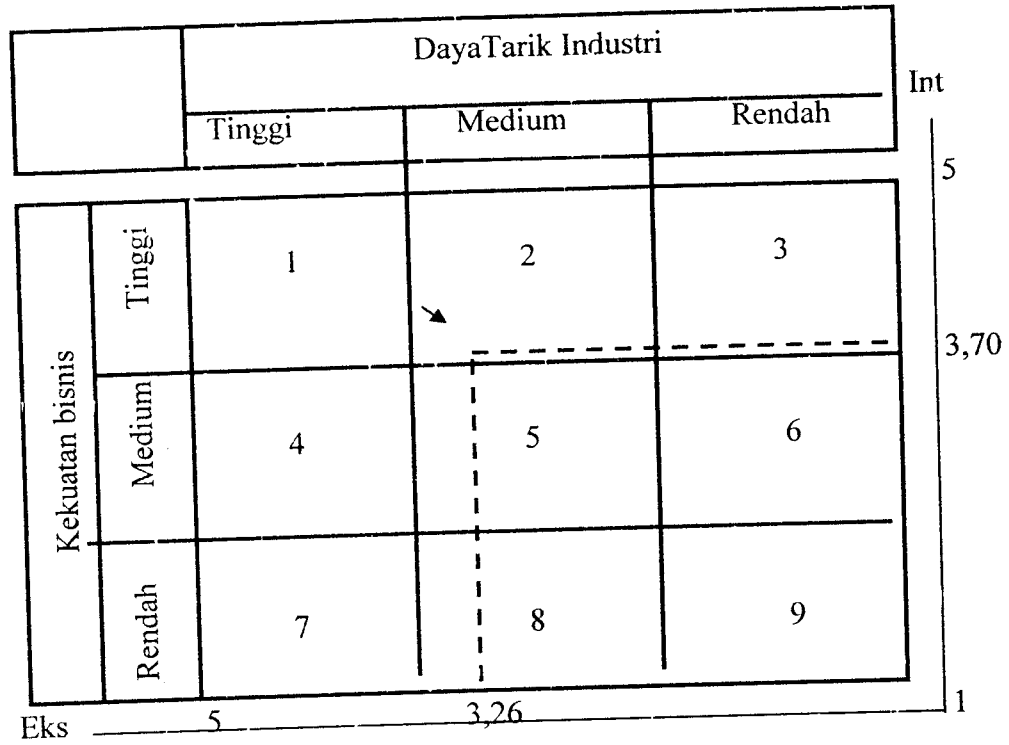 DayaTarik Industri
Int
Tinggi
Medium
Rendah
5
Kekuatan bisnis
Tinggi
1
2
3
3,70
Medium
4
5
6
Rendah
7
8
9
1
Eks
5
3,26